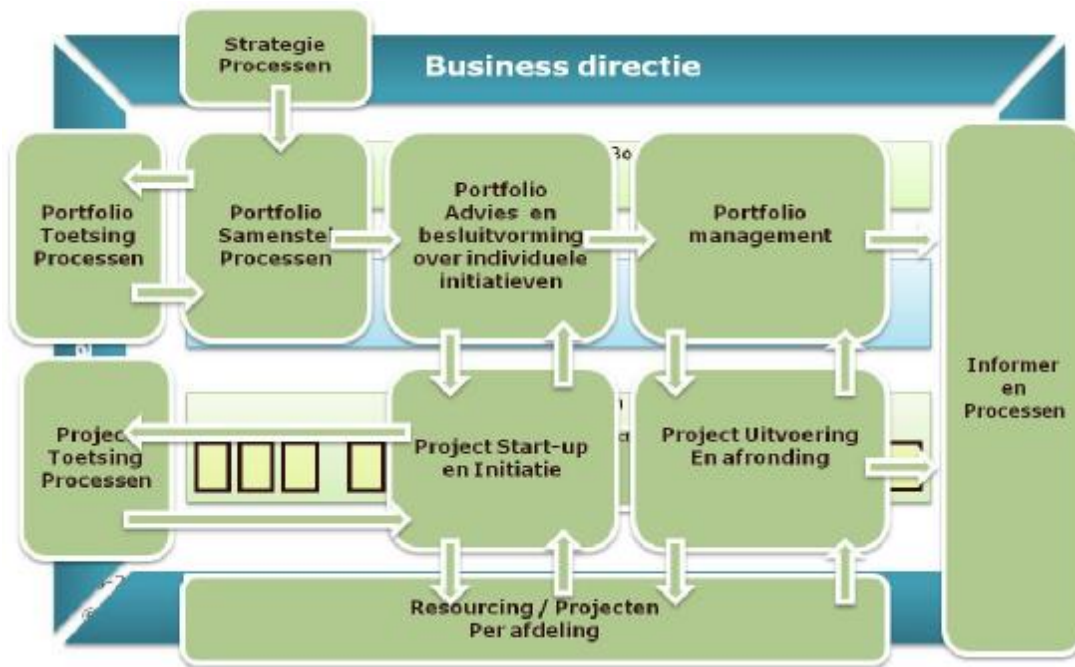 Strategie
Processen
Business directie
Portfolio
Toetsing
Processen
Portfolio
Samenstel
Processen
Portfolio
Advies en
besluitvorming
over individuele
initiatieven
Portfolio
management
Informer
en
Processen
Project
Toetsing
Processen
Project Start-up
en Initiatie
Project Uitvoering
En afronding
Resourcing / Projecten
Per afdeling